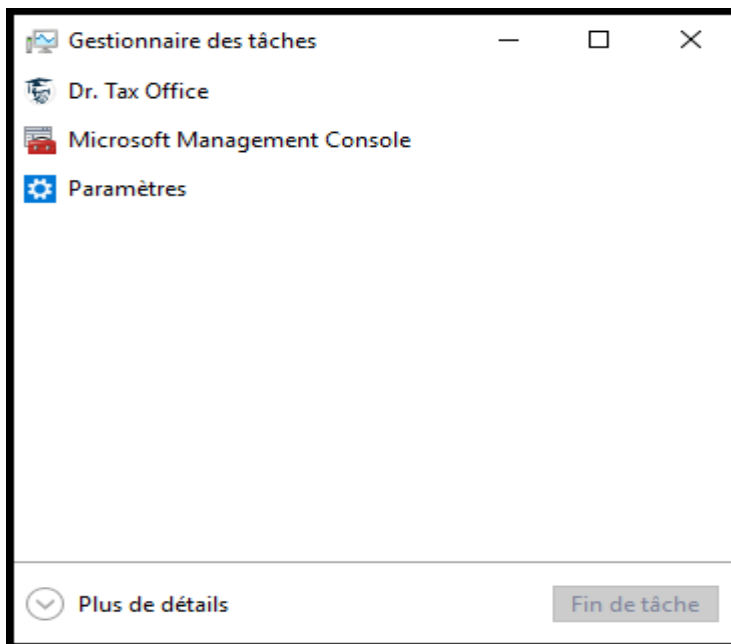 Gestionnaire des tâches
Dr. Tax Office
Microsoft Management Console
Paramètres
Plus de détails
Fin de tâche